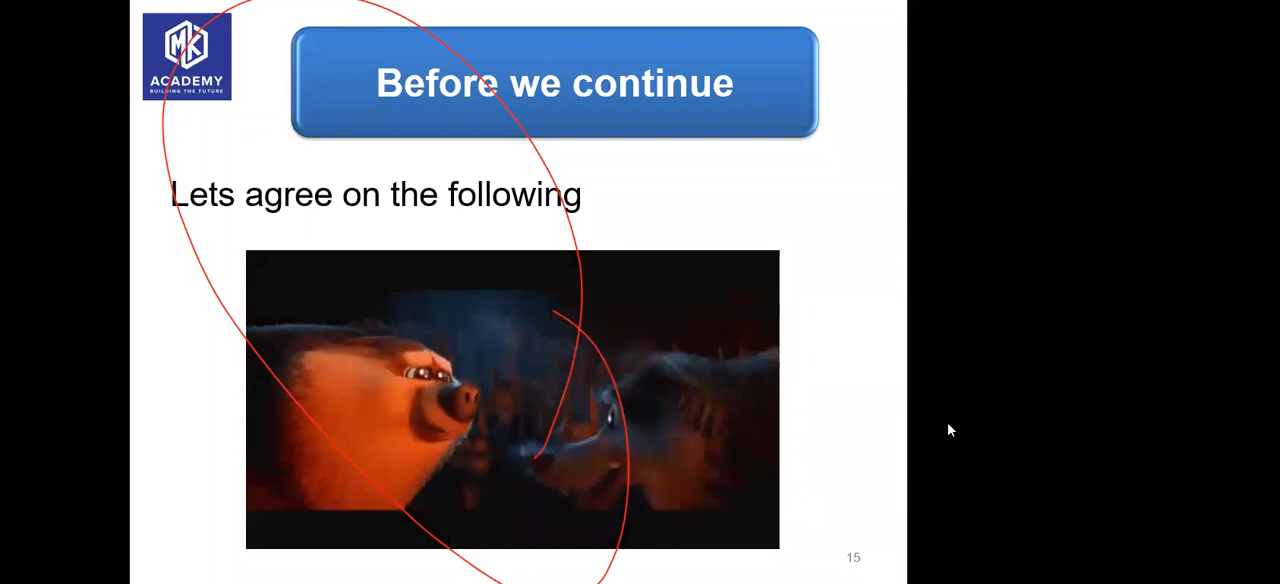 MK
ACADEMY
BUILDING THE FUTURE
Before we continue
Lets agree on the following
15